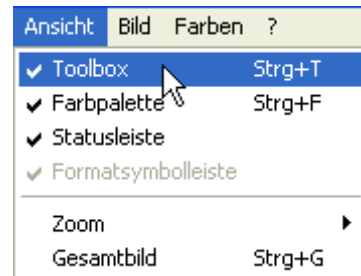 Ansicht Bild Farben ?
Toolbox Strg+T
Farbpalette Strg+F
Statusleiste
Formatsymbolleiste
Zoom
Gesamtbild Strg+G